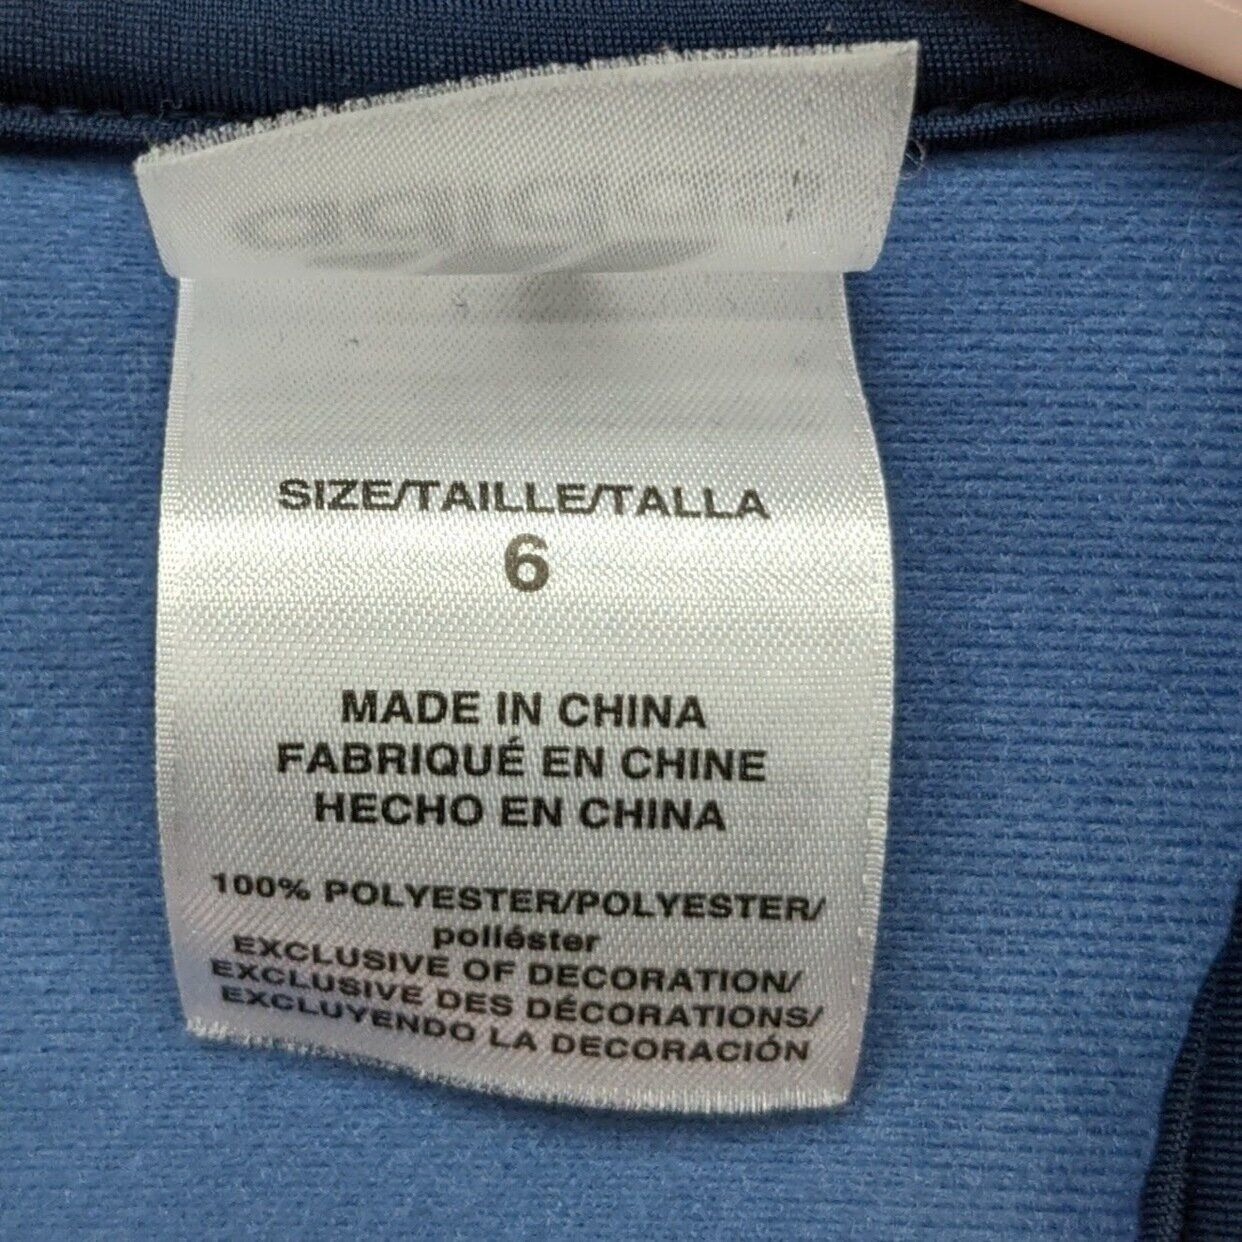 SIZE/TAILLE/TALLA
6
MADE IN CHINA
FABRIQUÉ EN CHINE
HECHO EN CHINA
100% POLYESTER/POLYESTER/
poliéster
EXCLUSIVE OF DECORATION/
EXCLUSIVE DES DÉCORATIONS/
EXCLUYENDO LA DECORACIÓN